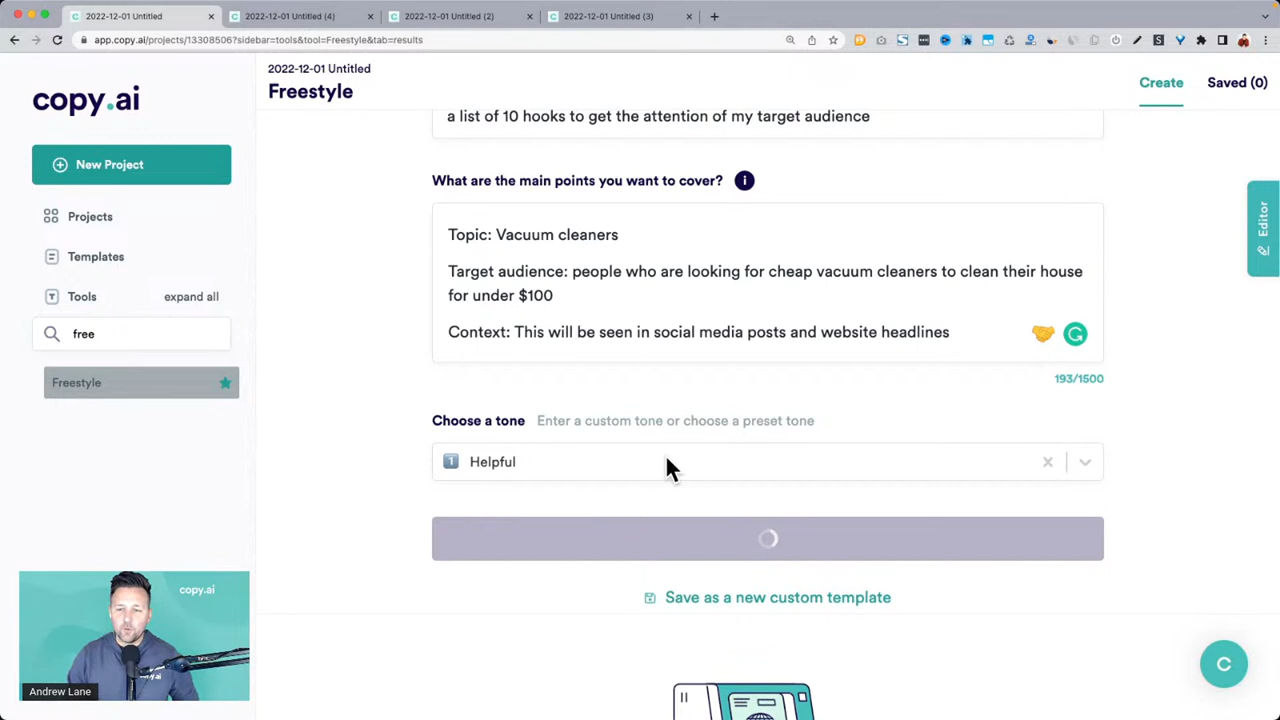 2022-12-01 Untitled
2022-12-01 Untitled (4)
2022-12-01 Untitled (2)
2022-12-01 Untitled (3)
app.copy.ai/projects/13308506?sidebar=tools&tool=Freestyle&tab=results
copy.ai
New Project
Projects
Templates
Tools
expand all
free
Freestyle
2022-12-01 Untitled
Freestyle
Create
Saved (0)
a list of 10 hooks to get the attention of my target audience
What are the main points you want to cover?
Topic: Vacuum cleaners
Target audience: people who are looking for cheap vacuum cleaners to clean their house
for under $100
Context: This will be seen in social media posts and website headlines
193/1500
Choose a tone
Enter a custom tone or choose a preset tone
1 Helpful
Save as a new custom template
Editor
copy.ai
Andrew Lane
C